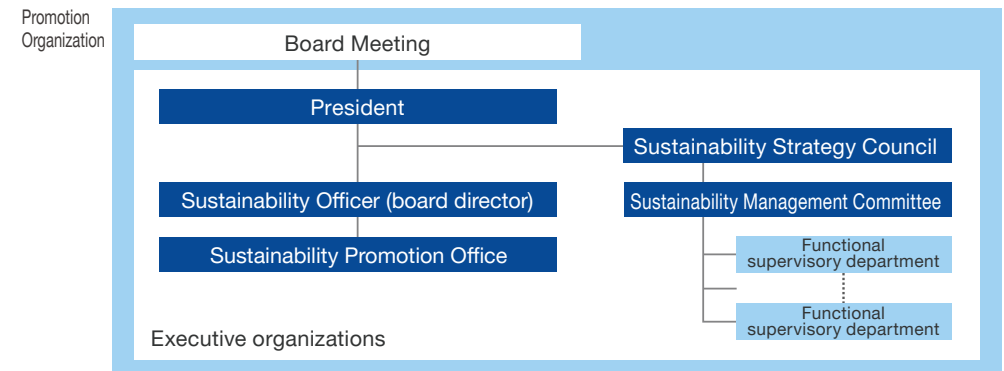 Promotion
Organization
Board Meeting
President
Sustainability Strategy Council
Sustainability Officer (board director)
Sustainability Management Committee
Sustainability Promotion Office
Functional
supervisory department
Functional
supervisory department
Executive organizations